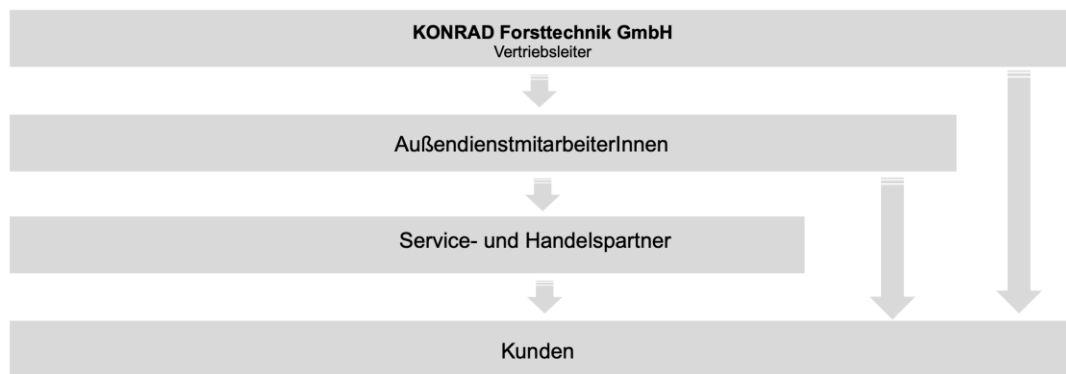 KONRAD Forsttechnik GmbH
Vertriebsleiter
AußendienstmitarbeiterInnen
Service- und Handelspartner
Kunden